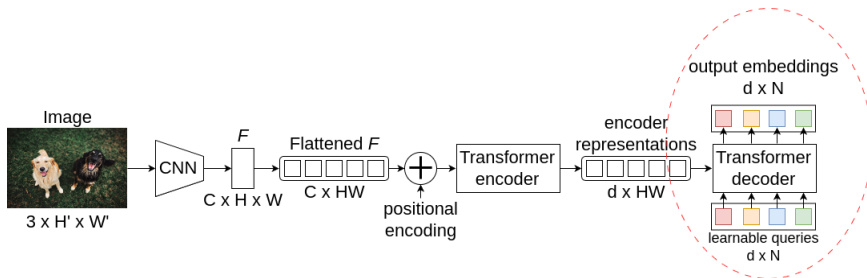 Image
3 x H' x W'
CNN
F
C x H x W
Flattened F
C x HW
positional
encoding
Transformer
encoder
encoder
representations
d x HW
output embeddings
d x N
Transformer
decoder
learnable queries
d x N